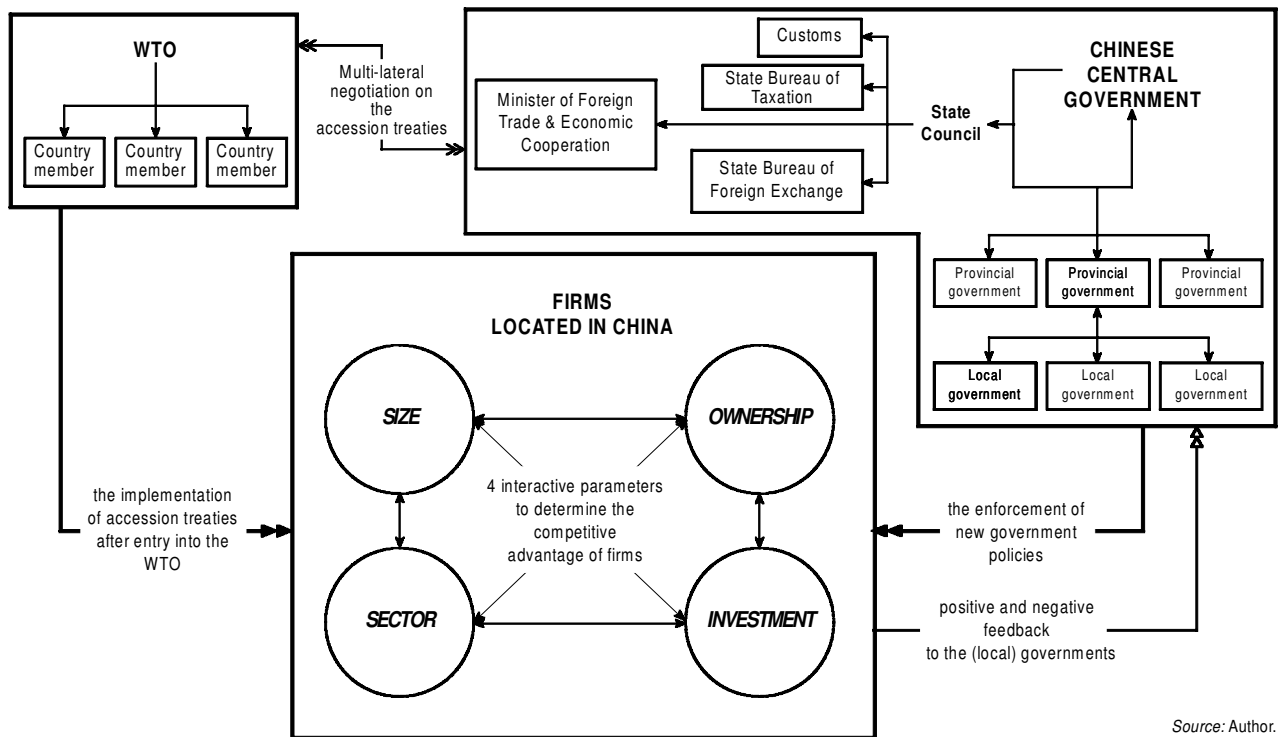 WTO
Country
member
Country
member
Country
member
Multi-lateral
negotiation on
the
accession treaties
Customs
State Bureau of
Taxation
Minister of Foreign
Trade & Economic
Cooperation
State Bureau of
Foreign Exchange
State
Council
CHINESE
CENTRAL
GOVERNMENT
Provincial
government
Provincial
government
Provincial
government
Local
government
Local
government
Local
government
FIRMS
LOCATED IN CHINA
SIZE
OWNERSHIP
4 interactive parameters
to determine the
competitive
advantage of firms
SECTOR
INVESTMENT
the implementation
of accession treaties
after entry into the
WTO
the enforcement of
new government
policies
positive and negative
feedback
to the (local) governments
Source: Author.